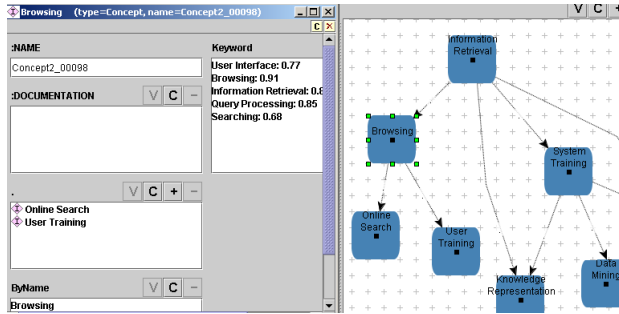 Browsing (type=Concept, name=Concept2_00098)
C
:NAME
Concept2_00098
:DOCUMENTATION
V C −
.
V C + −
Online Search
User Training
ByName
V C −
Browsing
Keyword
User Interface: 0.77
Browsing: 0.91
Information Retrieval: 0.8
Query Processing: 0.85
Searching: 0.68
V C +
Information
Retrieval
Browsing
System
Training
Online
Search
User
Training
Knowledge
Representation
Data
Mining